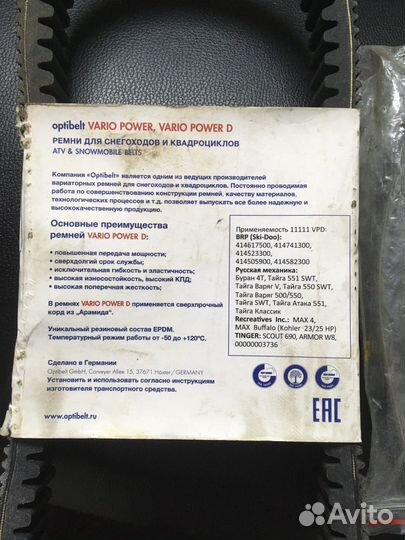 optibelt VARIO POWER, VARIO POWER D
РЕМНИ ДЛЯ СНЕГОХОДОВ И КВАДРОЦИКЛОВ
ATV & SNOWMOBILE BELTS
Компания «Optibelt» является одним из ведущих производителей
вариаторных ремней для снегохода и квадроциклов. Постоянно проводимая
работа по совершенствованию конструкции ремней, качеству материалов,
технологических процессов и т.д. позволяет выпускать все более надежную и
высококачественную продукцию.
Основные преимущества
ремней VARIO POWER D:
• повышенная передача мощности;
• сверхдолгий срок службы;
• исключительная гибкость и эластичность;
• высокая износостойкость, высокий КПД;
• высокая поперечная жесткость;
В ремнях VARIO POWER D применяется сверхпрочный
корд из „Арамида".
Уникальный резиновый состав EPDM.
Температурный режим работы от -50 до +120°С.
Сделано в Германии
Optibelt GmbH, Corveyer Allee 15, 37671 Höxter / GERMANY
Установить и использовать согласно инструкциям
изготовителя транспортного средства.
www.optibelt.ru
Применяемость 11111 VPD:
BRP (Ski-Doo):
414617500, 414741300,
414523300,
414505900, 414582300
Русская механика:
Буран 4Т, Тайга 551 SWT,
Тайга Варяг V, Тайга 550 SWT,
Тайга Варяг 500/550,
Тайга SWT, Тайга Атака 551,
Тайга Классик
Recreatives Inc.: MAX 4,
MAX Buffalo (Kohler 23/25 HP)
TINGER: SCOUT 690, ARMOR W8,
00000003736
EAC
Avito